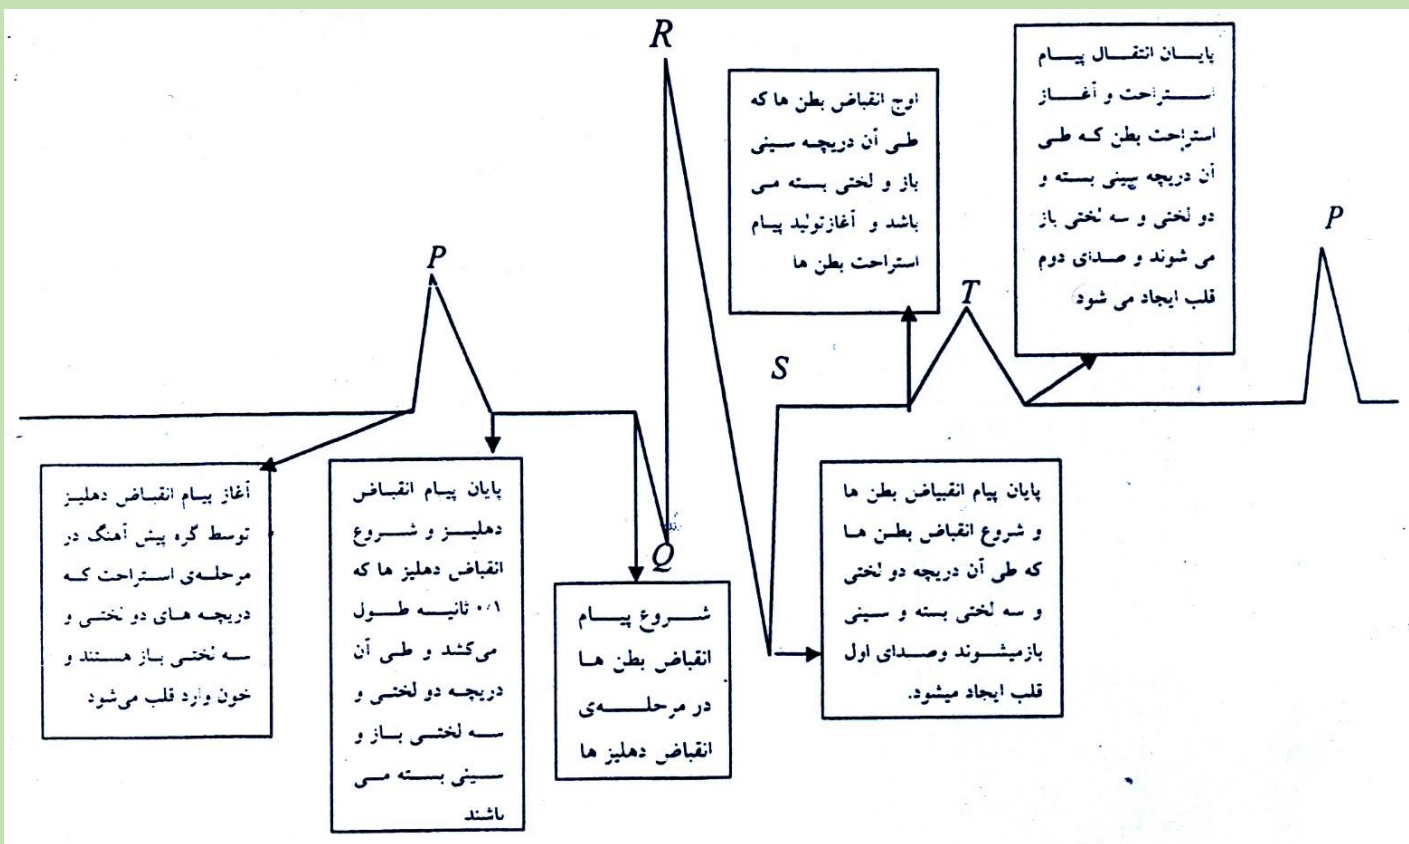 R
اوج انقباض بطن ها که
طی آن دریچه سینی
باز و لختی بسته می
باشد و آغازتولید پیام
استراحت بطن ها
پایان انتقال پیام
استراحت و آغاز
استراحت بطن که طی
آن دریچه سینی بسته و
دو لختی و سه لختی باز
می شوند و صدای دوم
قلب ایجاد می شود
P
P
T
S
Q
آغاز پیام انقباض دهلیز
توسط گره پیش آهنگ در
مرحله‌ی استراحت که
دریچه های دو لختی و
سه لختی باز هستند و
خون وارد قلب می‌شود
پایان پیام انقباض
دهلیز و شروع
انقباض دهلیز ها که
۰/۱ ثانیه طول
می‌کشد و طی آن
دریچه دو لختی و
سه لختی باز و
سینی بسته می
باشند
شروع پیام
انقباض بطن ها
در مرحله‌ی
انقباض دهلیز ها
پایان پیام انقبیاض بطن ها
و شروع انقباض بطن ها
که طی آن دریچه دو لختی
و سه لختی بسته و سینی
بازمیشوند وصدای اول
قلب ایجاد میشود.